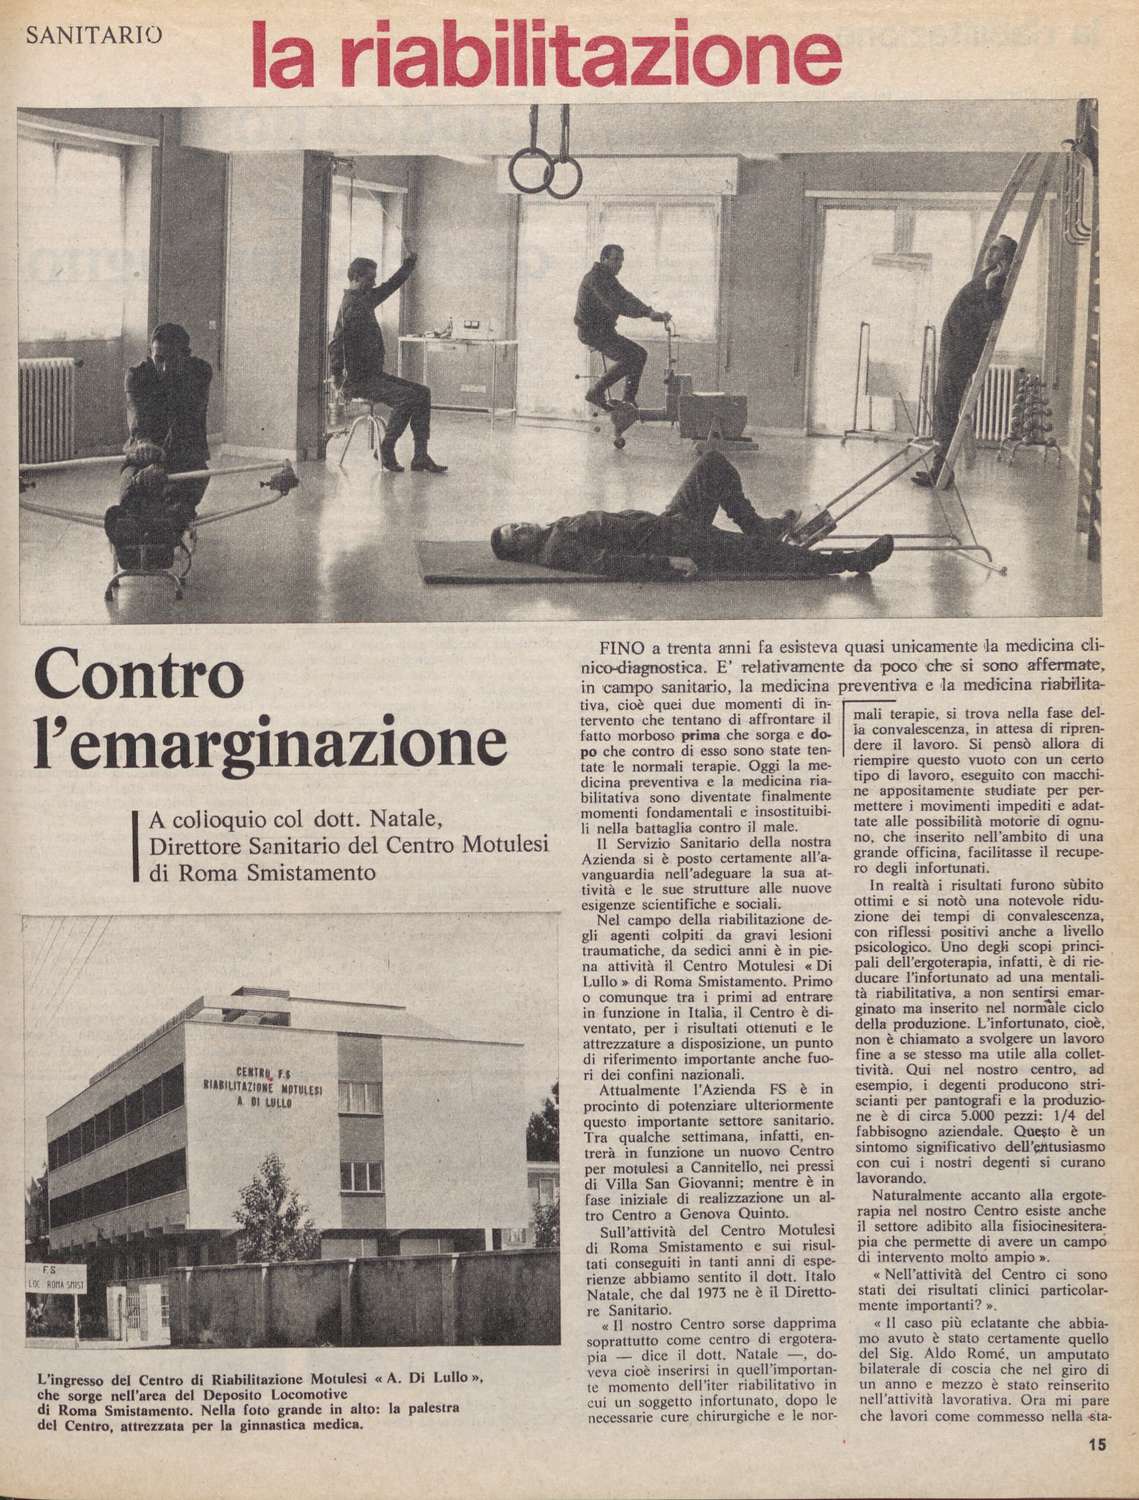 SANITARIO
la riabilitazione
Contro
l'emarginazione
A colloquio col dott. Natale,
Direttore Sanitario del Centro Motulesi
di Roma Smistamento
CENTRO F.S
RIABILITAZIONE MOTULESI
A. DI LULLO
F S
LOC ROMA SMIST
L'ingresso del Centro di Riabilitazione Motulesi « A. Di Lullo »,
che sorge nell'area del Deposito Locomotive
di Roma Smistamento. Nella foto grande in alto: la palestra
del Centro, attrezzata per la ginnastica medica.
FINO a trenta anni fa esisteva quasi unicamente la medicina cli-
nico-diagnostica. E' relativamente da poco che si sono affermate,
in campo sanitario, la medicina preventiva e la medicina riabilita-
tiva, cioè quei due momenti di in-
tervento che tentano di affrontare il
fatto morboso prima che sorga e do-
po che contro di esso sono state ten-
tate le normali terapie. Oggi la me-
dicina preventiva e la medicina ria-
bilitativa sono diventate finalmente
momenti fondamentali e insostituibi-
li nella battaglia contro il male.
Il Servizio Sanitario della nostra
Azienda si è posto certamente all'a-
vanguardia nell'adeguare la sua at-
tività e le sue strutture alle nuove
esigenze scientifiche e sociali.
Nel campo della riabilitazione de-
gli agenti colpiti da gravi lesioni
traumatiche, da sedici anni è in pie-
na attività il Centro Motulesi « Di
Lullo » di Roma Smistamento. Primo
o comunque tra i primi ad entrare
in funzione in Italia, il Centro è di-
ventato, per i risultati ottenuti e le
attrezzature a disposizione, un punto
di riferimento importante anche fuo-
ri dei confini nazionali.
Attualmente l'Azienda FS è in
procinto di potenziare ulteriormente
questo importante settore sanitario.
Tra qualche settimana, infatti, en-
trerà in funzione un nuovo Centro
per motulesi a Cannitello, nei pressi
di Villa San Giovanni; mentre è in
fase iniziale di realizzazione un al-
tro Centro a Genova Quinto.
Sull'attività del Centro Motulesi
di Roma Smistamento e sui risul-
tati conseguiti in tanti anni di espe-
rienze abbiamo sentito il dott. Italo
Natale, che dal 1973 ne è il Diretto-
re Sanitario.
« Il nostro Centro sorse dapprima
soprattutto come centro di ergotera-
pia — dice il dott. Natale —, do-
veva cioè inserirsi in quell'importan-
te momento dell'iter riabilitativo in
cui un soggetto infortunato, dopo le
necessarie cure chirurgiche e le nor-
mali terapie, si trova nella fase del-
la convalescenza, in attesa di ripren-
dere il lavoro. Si pensò allora di
riempire questo vuoto con un certo
tipo di lavoro, eseguito con macchi-
ne appositamente studiate per per-
mettere i movimenti impediti e adat-
tate alle possibilità motorie di ognu-
no, che inserito nell'ambito di una
grande officina, facilitasse il recupe-
ro degli infortunati.
In realtà i risultati furono sùbito
ottimi e si notò una notevole ridu-
zione dei tempi di convalescenza,
con riflessi positivi anche a livello
psicologico. Uno degli scopi princi-
pali dell'ergoterapia, infatti, è di rie-
ducare l'infortunato ad una mentali-
tà riabilitativa, a non sentirsi emar-
ginato ma inserito nel normale ciclo
della produzione. L'infortunato, cioè,
non è chiamato a svolgere un lavoro
fine a se stesso ma utile alla collet-
tività. Qui nel nostro centro, ad
esempio, i degenti producono stri-
scianti per pantografi e la produzio-
ne è di circa 5.000 pezzi: 1/4 del
fabbisogno aziendale. Questo è un
sintomo significativo dell'entusiasmo
con cui i nostri degenti si curano
lavorando.
Naturalmente accanto alla ergote-
rapia nel nostro Centro esiste anche
il settore adibito alla fisiocinesitera-
pia che permette di avere un campo
di intervento molto ampio ».
« Nell'attività del Centro ci sono
stati dei risultati clinici particolar-
mente importanti? ».
« Il caso più eclatante che abbia-
mo avuto è stato certamente quello
del Sig. Aldo Romé, un amputato
bilaterale di coscia che nel giro di
un anno e mezzo è stato reinserito
nell'attività lavorativa. Ora mi pare
che lavori come commesso nella sta-
15